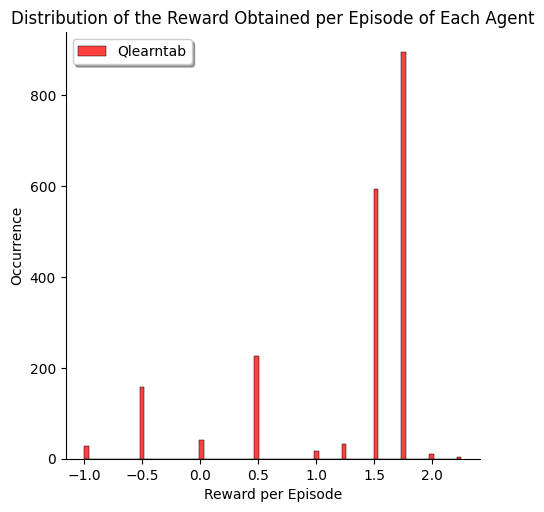 Distribution of the Reward Obtained per Episode of Each Agent
Qlearntab
800
600
400
200
0
Occurrence
−1.0 −0.5 0.0 0.5 1.0 1.5 2.0
Reward per Episode